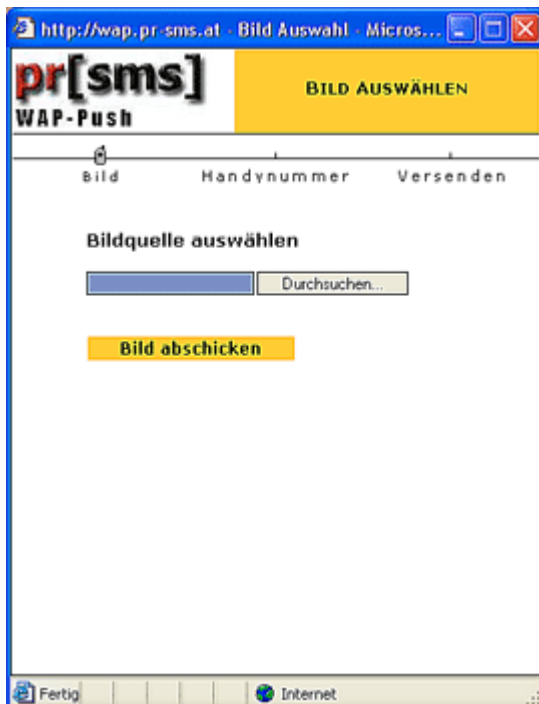 http://wap.pr-sms.at - Bild Auswahl - Micros...
pr[sms]
WAP-Push
BILD AUSWÄHLEN
Bild Handynummer Versenden
Bildquelle auswählen
Durchsuchen...
Bild abschicken
Fertig Internet